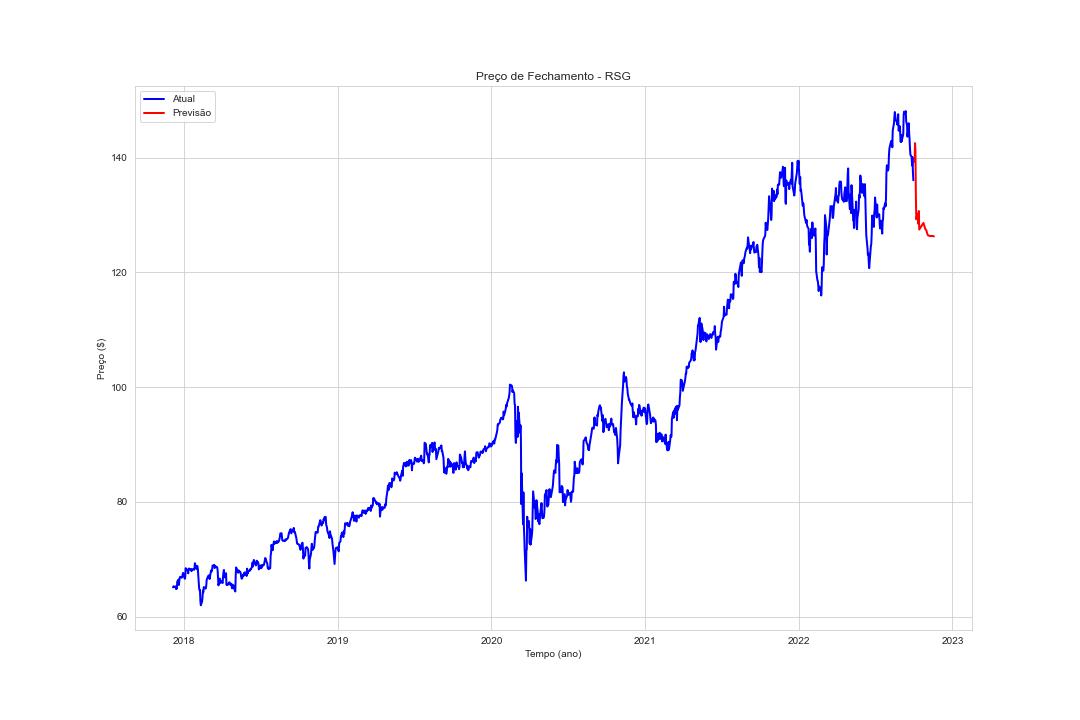 Preço de Fechamento - RSG
Atual
Previsão
Preço ($)
140
120
100
80
60
2018 2019 2020 2021 2022 2023
Tempo (ano)